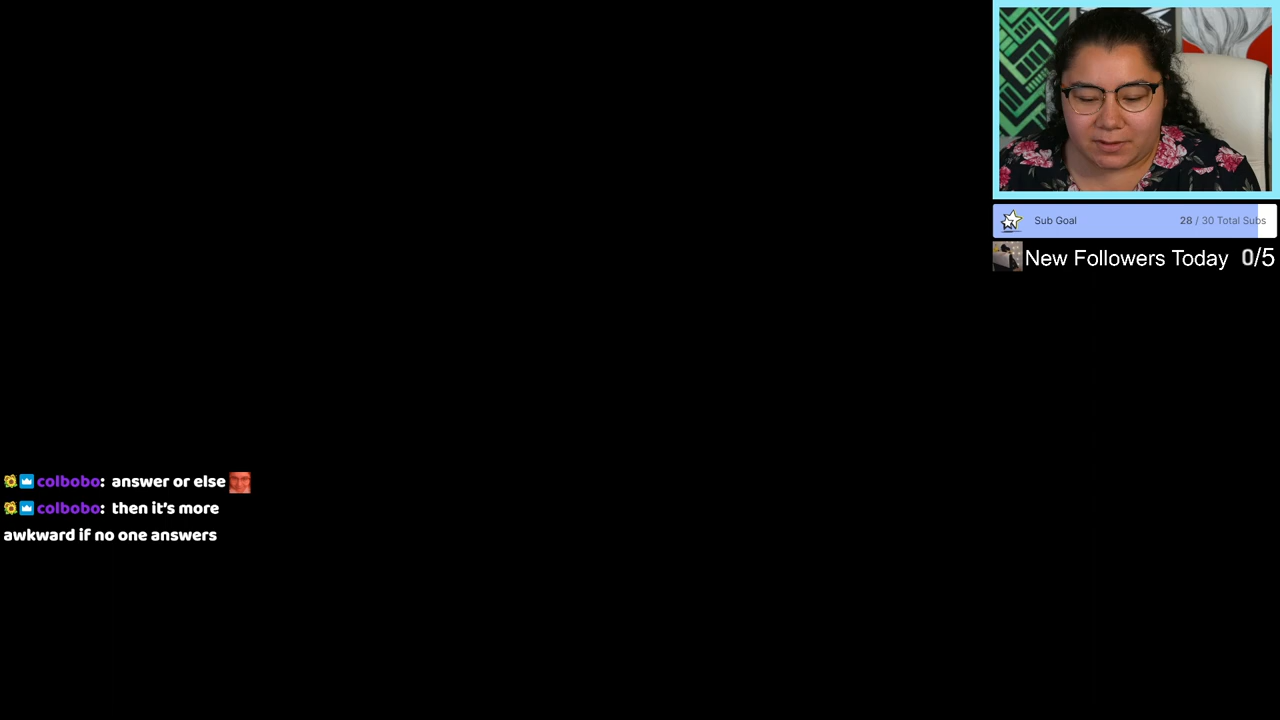 Sub Goal 28 / 30 Total Subs
New Followers Today 0/5
colbobo: answer or else
colbobo: then it's more
awkward if no one answers